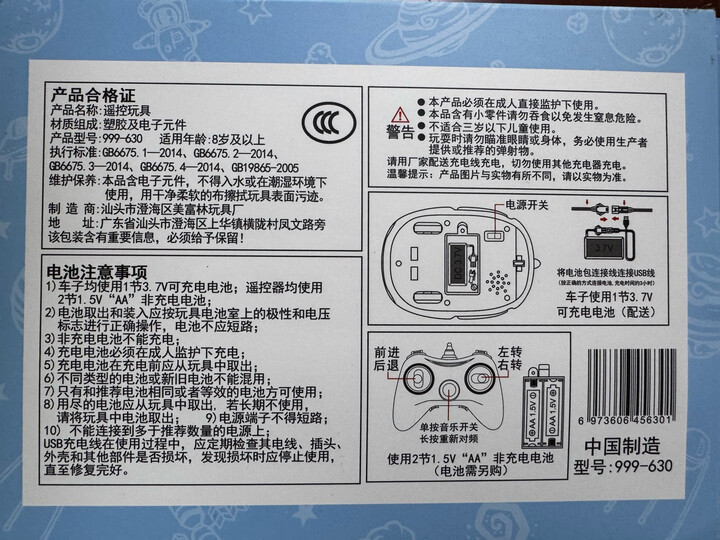 产品合格证
产品名称:遥控玩具
材质组成:塑胶及电子元件
产品型号:999-630 适用年龄:8岁及以上
执行标准:GB6675.1—2014、GB6675.2—2014、
GB6675.3—2014、GB6675.4—2014、GB19865-2005
维护保养:本品含电子元件,不得入水或在潮湿环境下
使用,用干净柔软的布擦拭玩具表面污迹。
制造商:汕头市澄海区美富林玩具厂
地址:广东省汕头市澄海区上华镇横陇村凤文路旁
该包装含有重要信息,必须给予保留!
CCC
警告
●本产品必须在成人直接监护下使用。
●本品含有小零件请勿吞食以免发生窒息危险。
●不适合三岁以下儿童使用。
●玩耍时请勿瞄准眼睛或身体,务必使用生产者
提供或推荐的弹射物。
请用厂家配送充电线充电,切勿使用其他充电器充电。
温馨提示:产品图片与实物有所不同,请以实物为准。
电源开关
DC 3.7V
3.7V
将电池包连接线连接USB线
(按正确的方式连接电池,充电时间约3小时)
车子使用1节3.7V
可充电电池(配送)
电池注意事项
1)车子均使用1节3.7V可充电电池;遥控器均使用
2节1.5V“AA”非充电电池;
2)电池取出和装入应按玩具电池室上的极性和电压
标志进行正确操作,电池不应短路;
3)非充电电池不能充电;
4)充电电池必须在成人监护下充电;
5)充电电池在充电前应从玩具中取出;
6)不同类型的电池或新旧电池不能混用;
7)只有和推荐电池相同或者等效的电池方可使用;
8)用尽的电池应从玩具中取出,若长期不使用,
请将玩具中电池取出; 9)电源端子不得短路;
10)不能连接到多于推荐数量的电源上;
USB充电线在使用过程中,应定期检查其电线、插头、
外壳和其他部件是否损坏,发现损坏时应停止使用,
直至修复完好。
前进
后退
左转
右转
单按音乐开关
长按重新对频
AA 1.5V
AA 1.5V
使用2节1.5V“AA”非充电电池
(电池需另购)
6 973606 456301
中国制造
型号:999-630